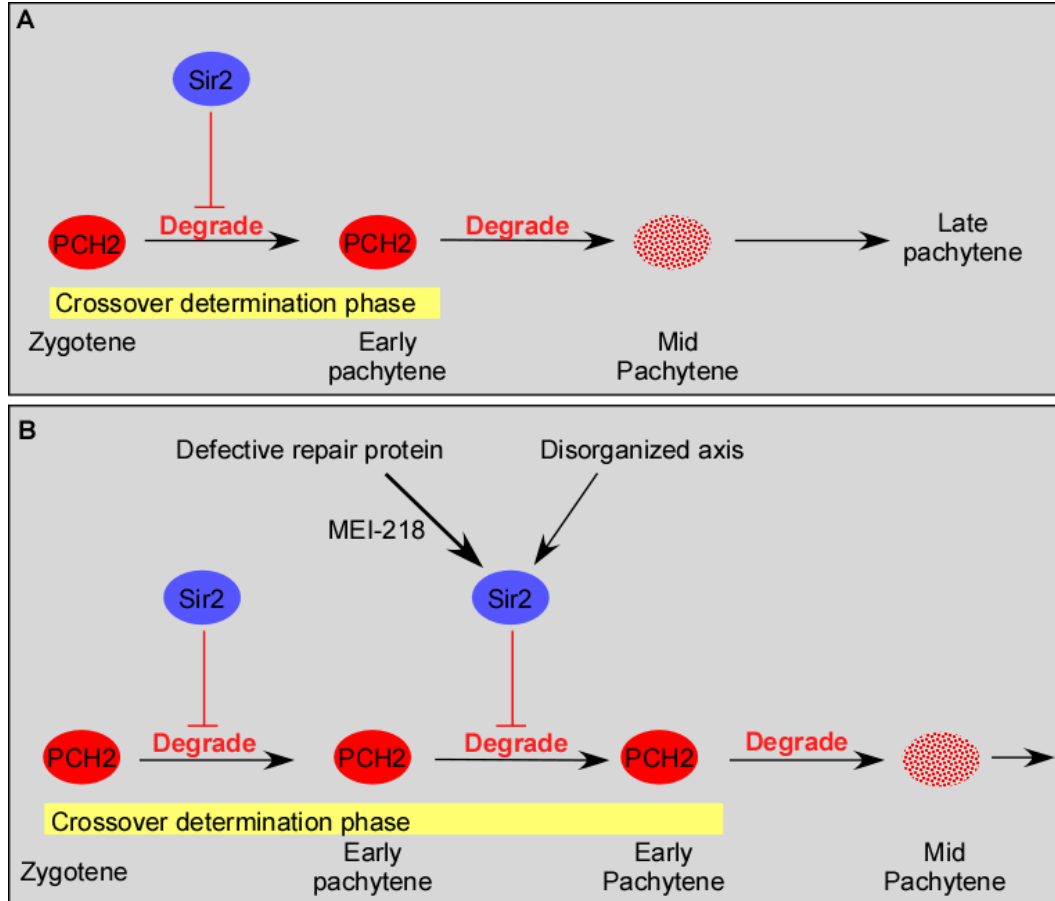 A
Sir2
Degrade
Degrade
PCH2
PCH2
Late
pachytene
Crossover determination phase
Zygotene
Early
pachytene
Mid
Pachytene
B
Defective repair protein
Disorganized axis
MEI-218
Sir2
Sir2
Degrade
Degrade
Degrade
PCH2
PCH2
PCH2
Crossover determination phase
Zygotene
Early
pachytene
Early
Pachytene
Mid
Pachytene